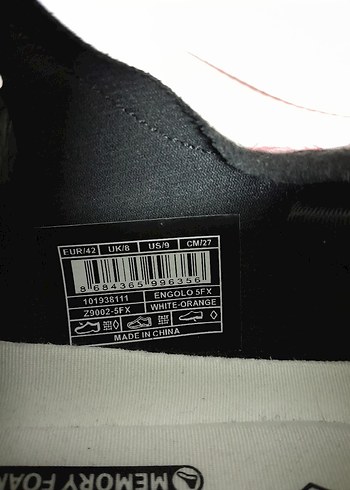 EUR/42 UK/8 US/9 CM/27
8 684365 996356
101938111 ENGOLO 5FX
Z9002-5FX WHITE-ORANGE
MADE IN CHINA
MEMORY FOAM